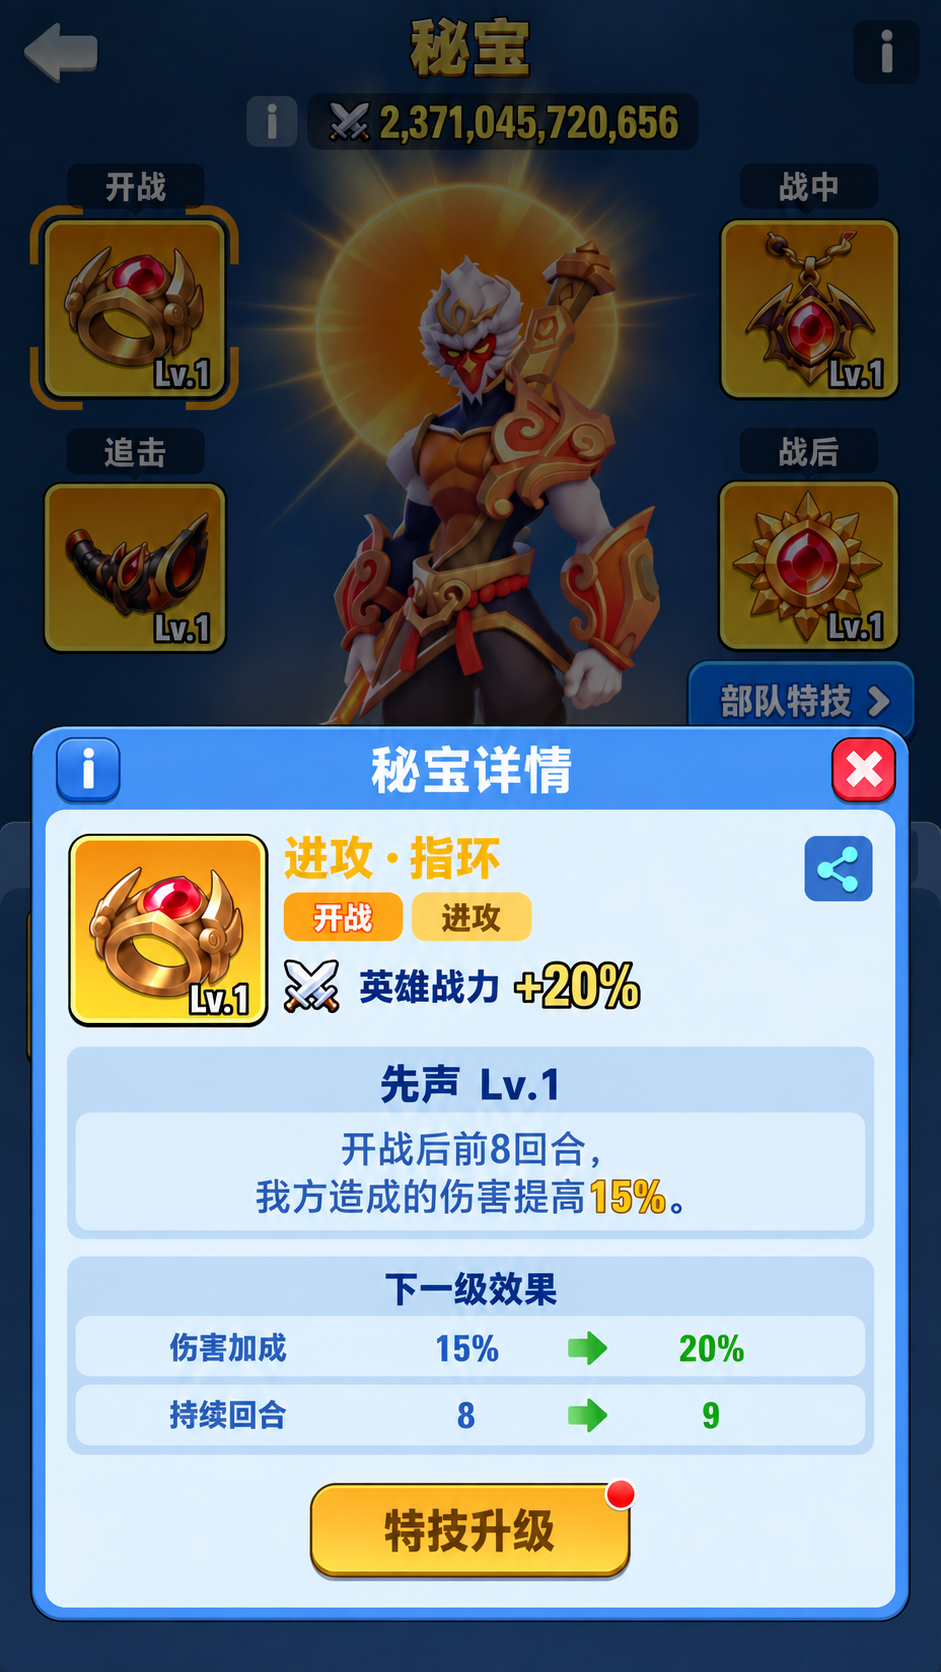 秘宝
2,371,045,720,656
开战
战中
Lv.1
Lv.1
追击
战后
Lv.1
Lv.1
部队特技
秘宝详情
进攻·指环
开战 进攻
英雄战力 +20%
Lv.1
先声 Lv.1
开战后前8回合，
我方造成的伤害提高15%。
下一级效果
伤害加成 15% 20%
持续回合 8 9
特技升级